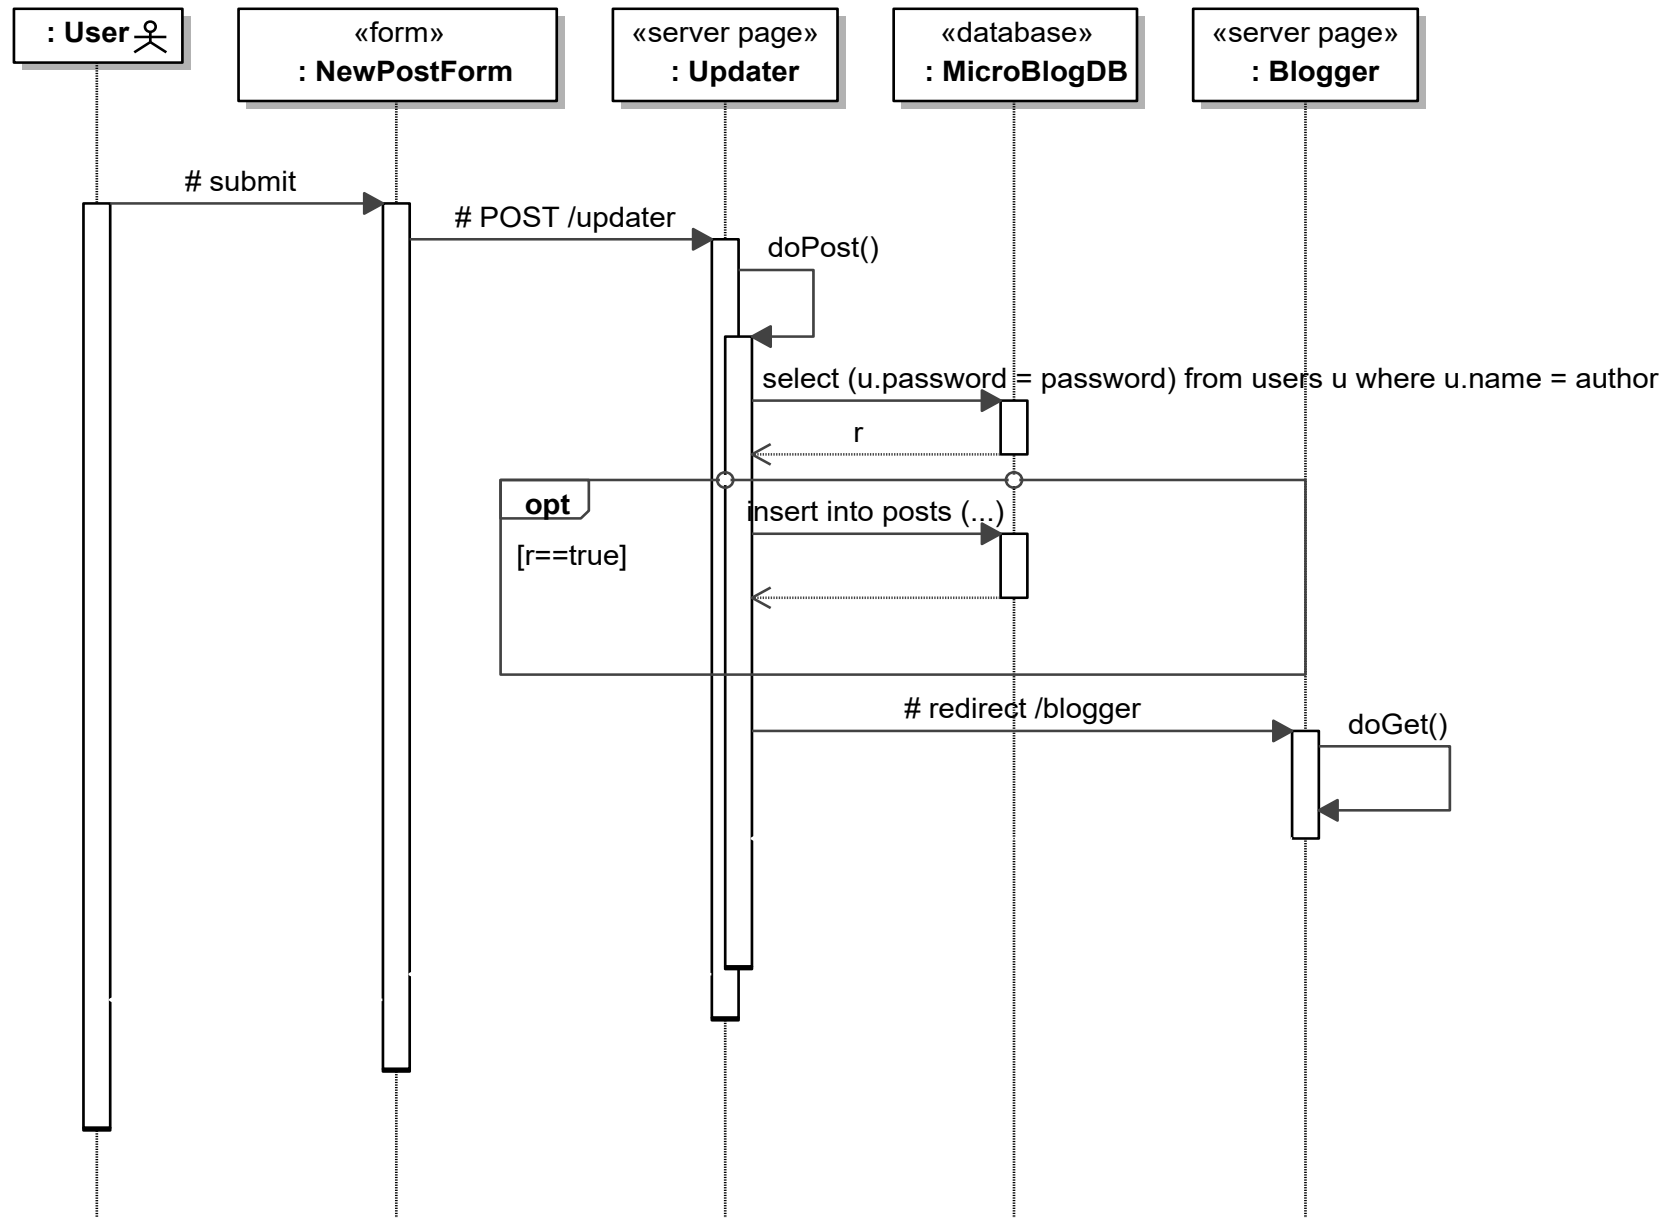 : User
«form»
: NewPostForm
«server page»
: Updater
«database»
: MicroBlogDB
«server page»
: Blogger
# submit
# POST /updater
doPost()
select (u.password = password) from users u where u.name = author
r
opt
insert into posts (...)
[r==true]
# redirect /blogger
doGet()